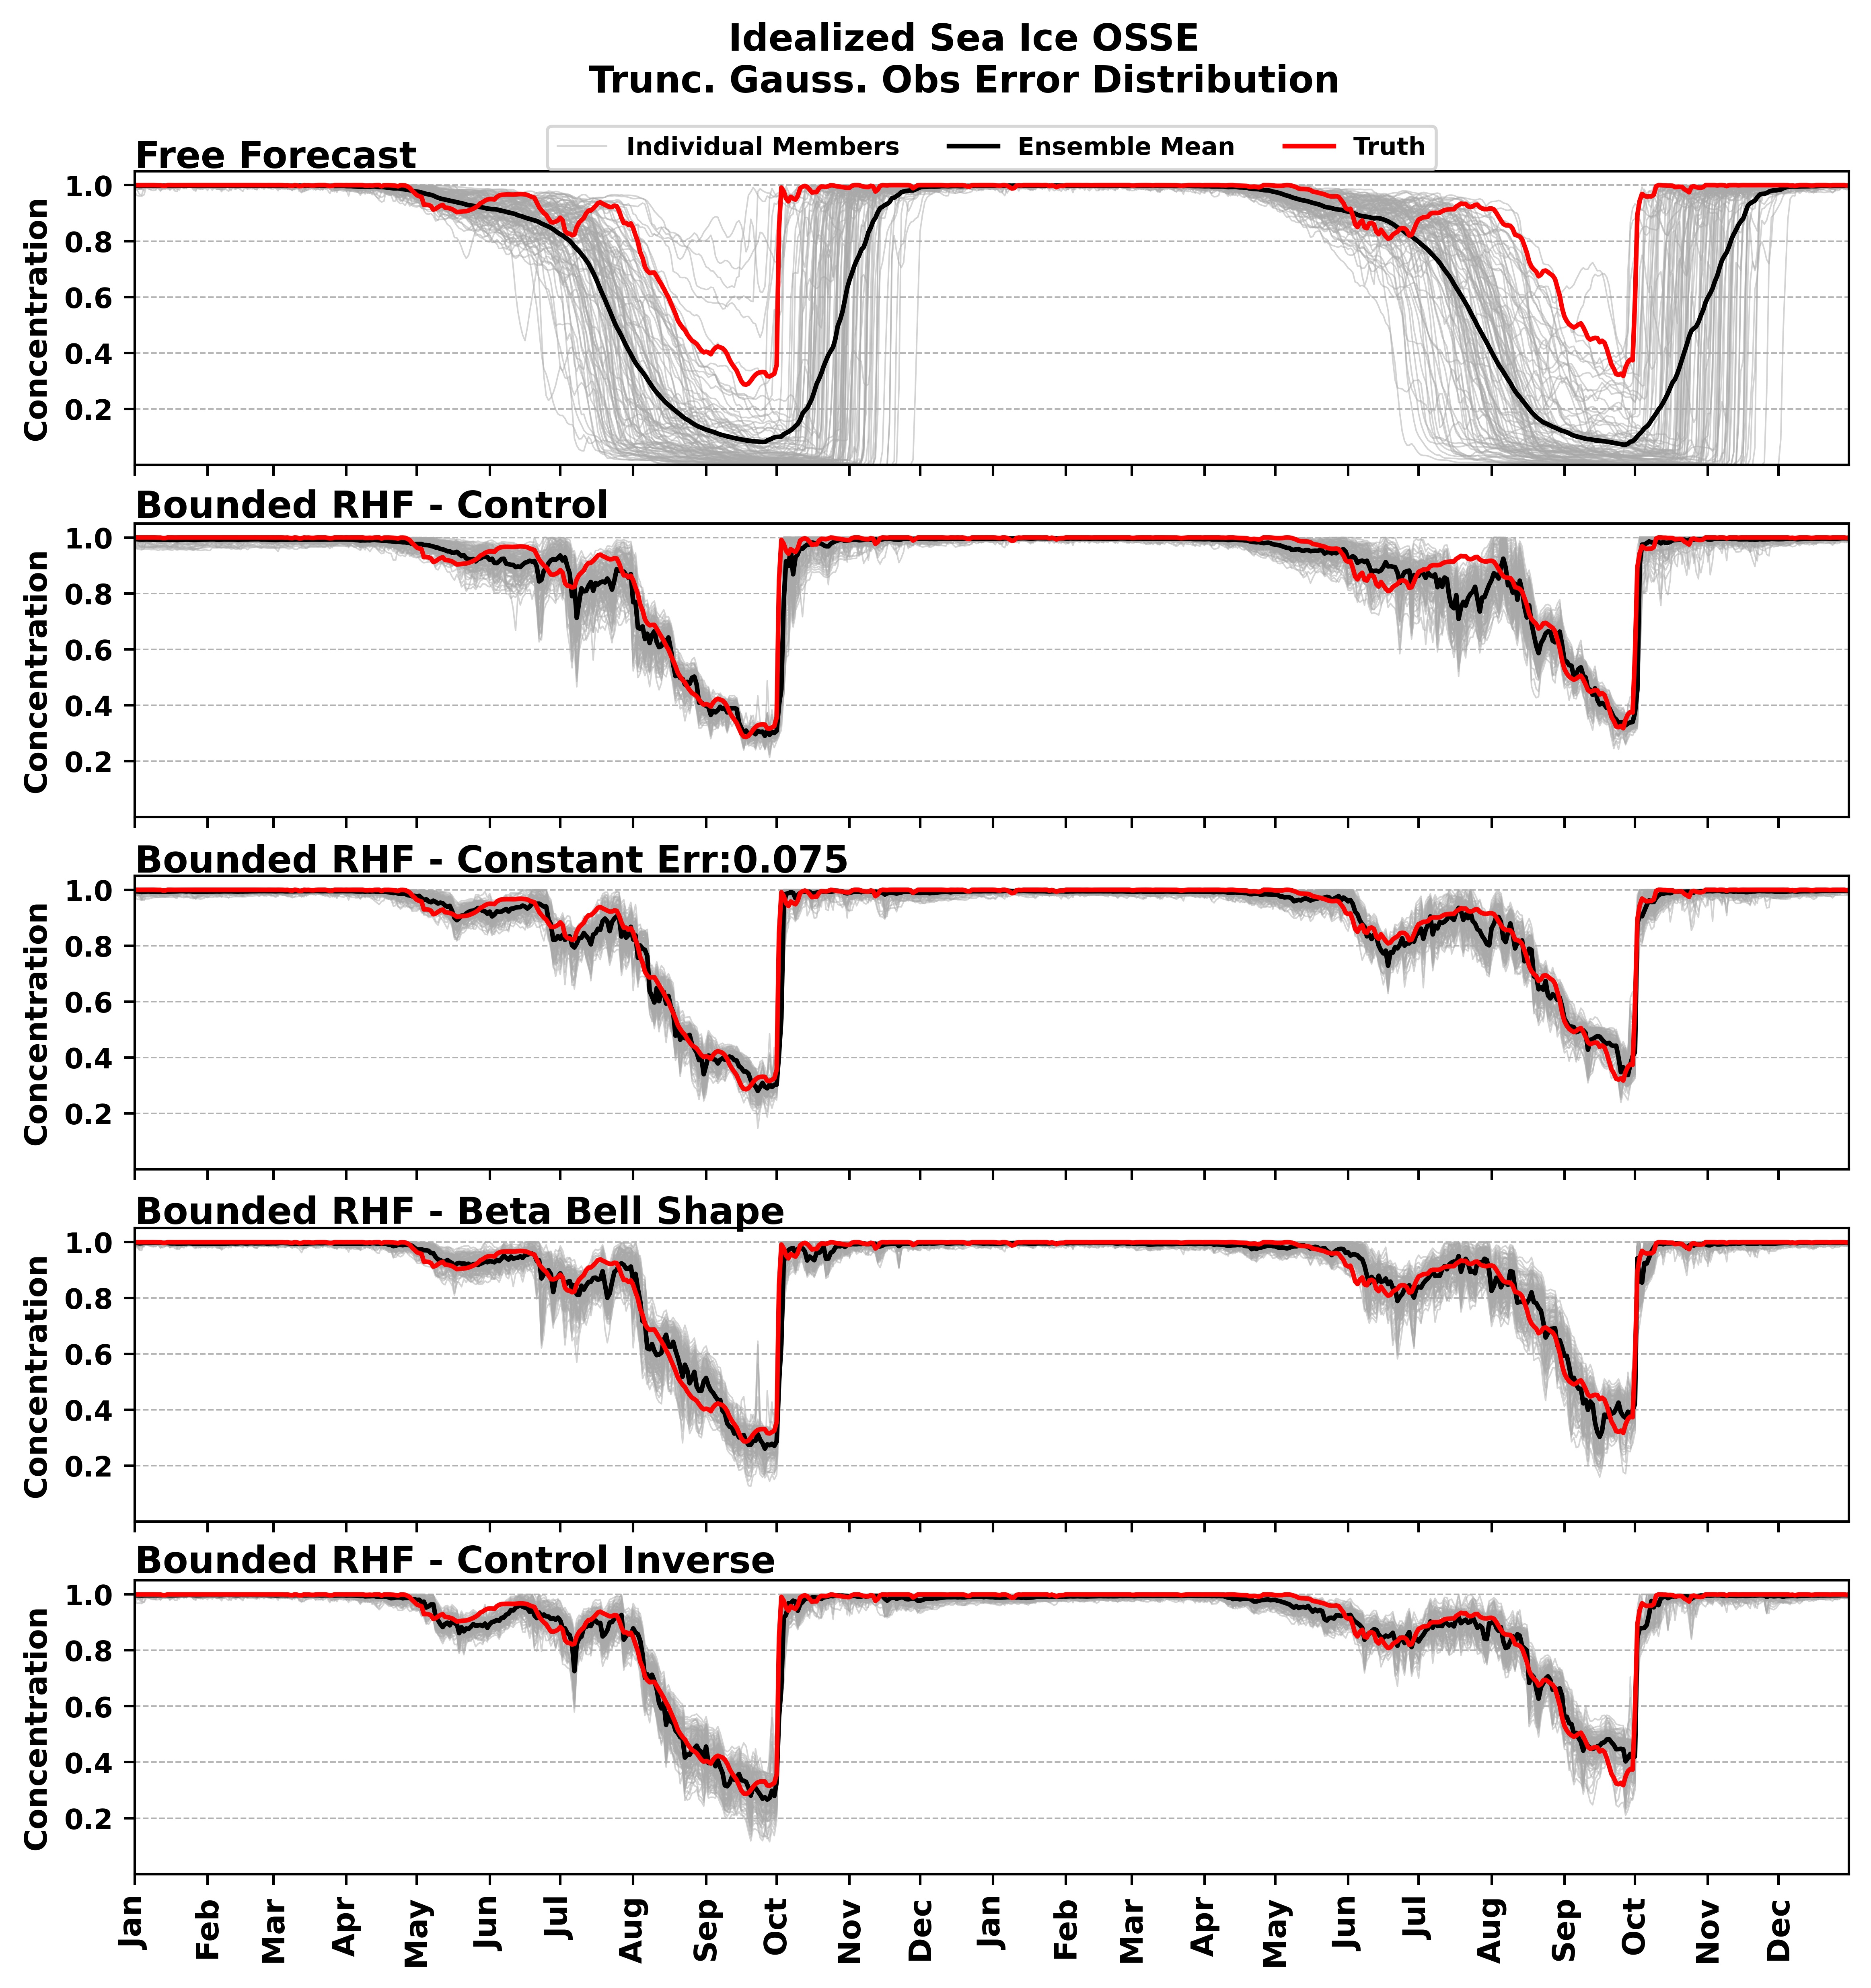 Idealized Sea Ice OSSE
Trunc. Gauss. Obs Error Distribution
Individual Members Ensemble Mean Truth
Free Forecast
Concentration
1.0
0.8
0.6
0.4
0.2
Bounded RHF - Control
Concentration
1.0
0.8
0.6
0.4
0.2
Bounded RHF - Constant Err:0.075
Concentration
1.0
0.8
0.6
0.4
0.2
Bounded RHF - Beta Bell Shape
Concentration
1.0
0.8
0.6
0.4
0.2
Bounded RHF - Control Inverse
Concentration
1.0
0.8
0.6
0.4
0.2
Jan Feb Mar Apr May Jun Jul Aug Sep Oct Nov Dec Jan Feb Mar Apr May Jun Jul Aug Sep Oct Nov Dec